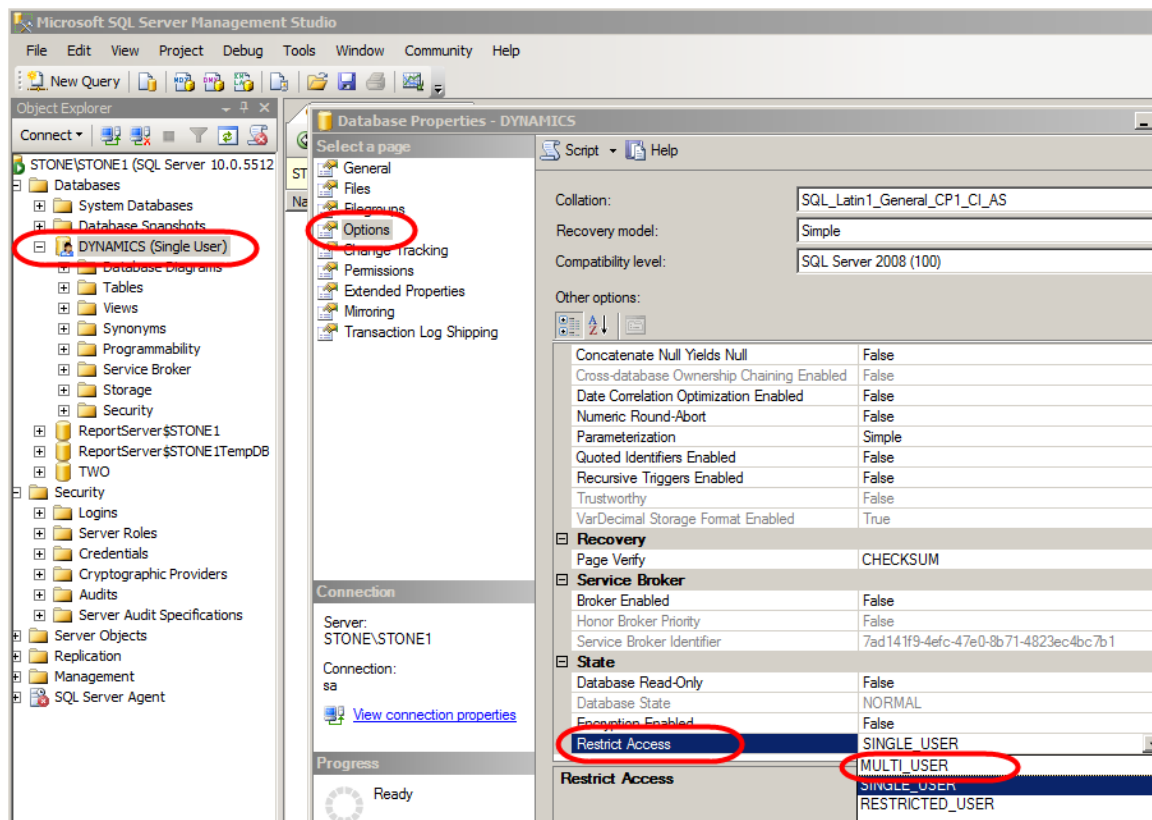 Microsoft SQL Server Management Studio
File Edit View Project Debug Tools Window Community Help
New Query
Object Explorer
Connect
STONE\STONE1 (SQL Server 10.0.5512
Databases
System Databases
Database Snapshots
DYNAMICS (Single User)
Database Diagrams
Tables
Views
Synonyms
Programmability
Service Broker
Storage
Security
ReportServer$STONE1
ReportServer$STONE1TempDB
TWO
Security
Logins
Server Roles
Credentials
Cryptographic Providers
Audits
Server Audit Specifications
Server Objects
Replication
Management
SQL Server Agent
ST
Na
Database Properties - DYNAMICS
Select a page
General
Files
Filegroups
Options
Change Tracking
Permissions
Extended Properties
Mirroring
Transaction Log Shipping
Connection
Server:
STONE\STONE1
Connection:
sa
View connection properties
Progress
Ready
Script Help
Collation: SQL_Latin1_General_CP1_CI_AS
Recovery model: Simple
Compatibility level: SQL Server 2008 (100)
Other options:
Concatenate Null Yields Null False
Cross-database Ownership Chaining Enabled False
Date Correlation Optimization Enabled False
Numeric Round-Abort False
Parameterization Simple
Quoted Identifiers Enabled False
Recursive Triggers Enabled False
Trustworthy False
VarDecimal Storage Format Enabled True
Recovery
Page Verify CHECKSUM
Service Broker
Broker Enabled False
Honor Broker Priority False
Service Broker Identifier 7ad141f9-4efc-47e0-8b71-4823ec4bc7b1
State
Database Read-Only False
Database State NORMAL
Encryption Enabled False
Restrict Access SINGLE_USER
MULTI_USER
SINGLE_USER
RESTRICTED_USER
Restrict Access